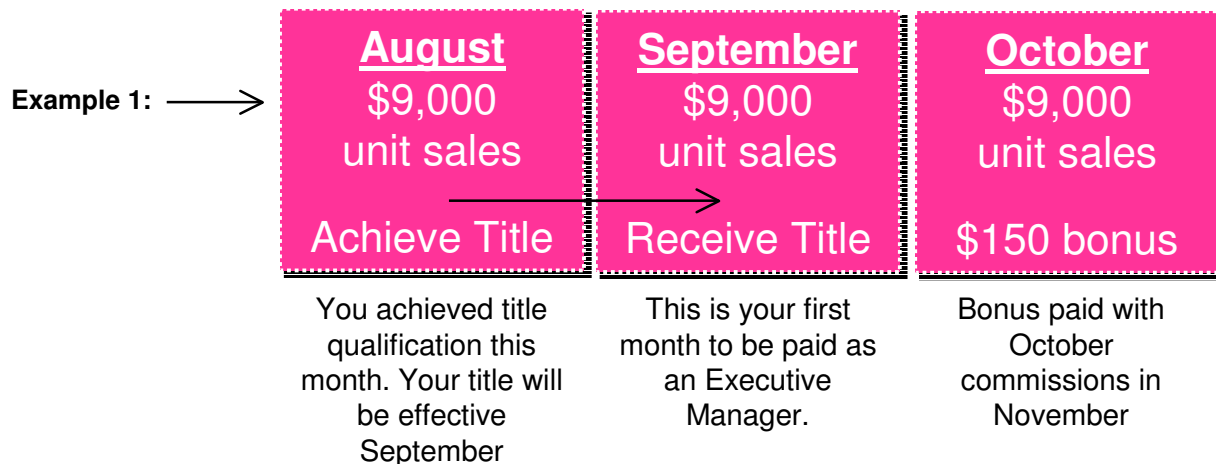 Example 1:
August
$9,000
unit sales
Achieve Title
September
$9,000
unit sales
Receive Title
October
$9,000
unit sales
$150 bonus
You achieved title
qualification this
month. Your title will
be effective
September
This is your first
month to be paid as
an Executive
Manager.
Bonus paid with
October
commissions in
November